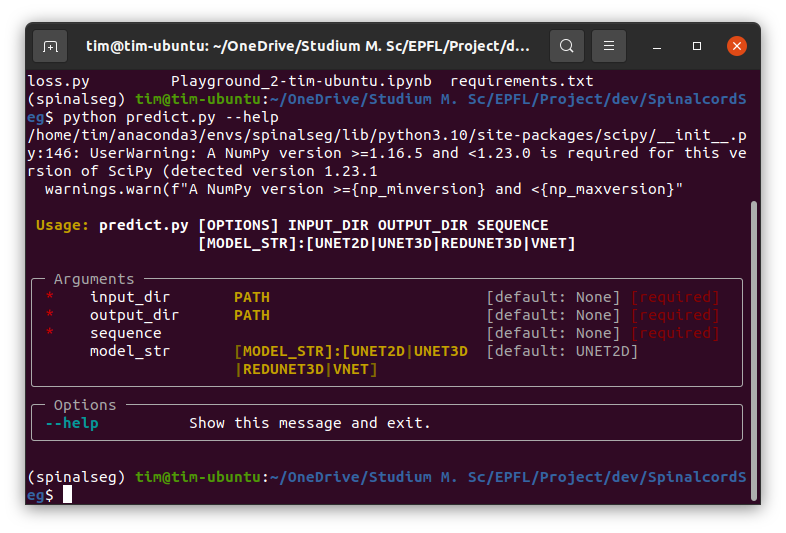 tim@tim-ubuntu: ~/OneDrive/Studium M. Sc/EPFL/Project/d...
loss.py         Playground_2-tim-ubuntu.ipynb  requirements.txt
(spinalseg) tim@tim-ubuntu:~/OneDrive/Studium M. Sc/EPFL/Project/dev/SpinalcordS
eg$ python predict.py --help
/home/tim/anaconda3/envs/spinalseg/lib/python3.10/site-packages/scipy/__init__.p
y:146: UserWarning: A NumPy version >=1.16.5 and <1.23.0 is required for this ve
rsion of SciPy (detected version 1.23.1
  warnings.warn(f"A NumPy version >={np_minversion} and <{np_maxversion}"
Usage: predict.py [OPTIONS] INPUT_DIR OUTPUT_DIR SEQUENCE
[MODEL_STR]:[UNET2D|UNET3D|REDUNET3D|VNET]
Arguments
*    input_dir       PATH                        [default: None] [required]
*    output_dir      PATH                        [default: None] [required]
*    sequence                                    [default: None] [required]
model_str       [MODEL_STR]:[UNET2D|UNET3D  [default: UNET2D]
|REDUNET3D|VNET]
Options
--help          Show this message and exit.
(spinalseg) tim@tim-ubuntu:~/OneDrive/Studium M. Sc/EPFL/Project/dev/SpinalcordS
eg$